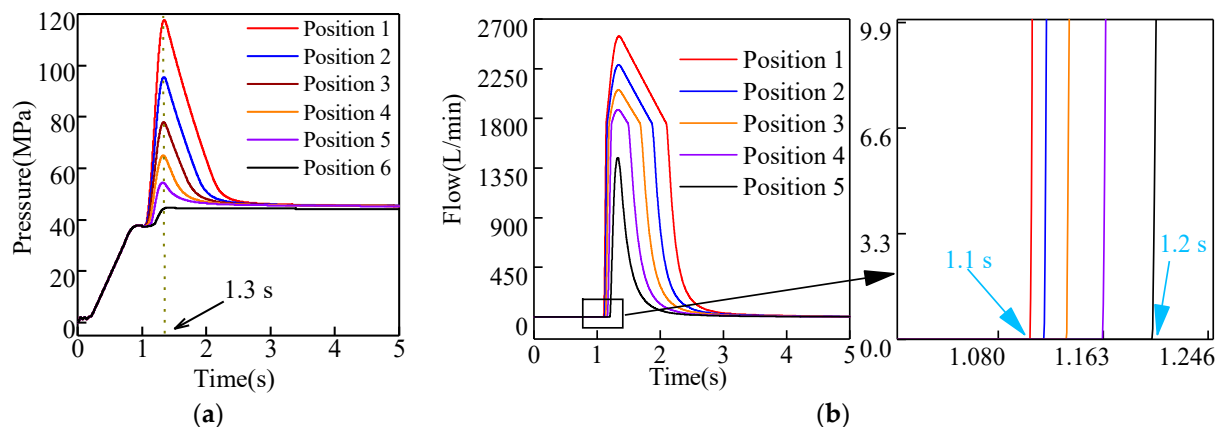 (a)
120
100
80
60
40
20
0
Pressure(MPa)
Position 1
Position 2
Position 3
Position 4
Position 5
Position 6
1.3 s
0 1 2 3 4 5
Time(s)
(a)
2700
2250
1800
1350
900
450
0
Flow(L/min)
Position 1
Position 2
Position 3
Position 4
Position 5
0 1 2 3 4 5
Time(s)
(b)
9.9
6.6
3.3
0.0
1.1 s
1.2 s
1.080 1.163 1.246
(b)